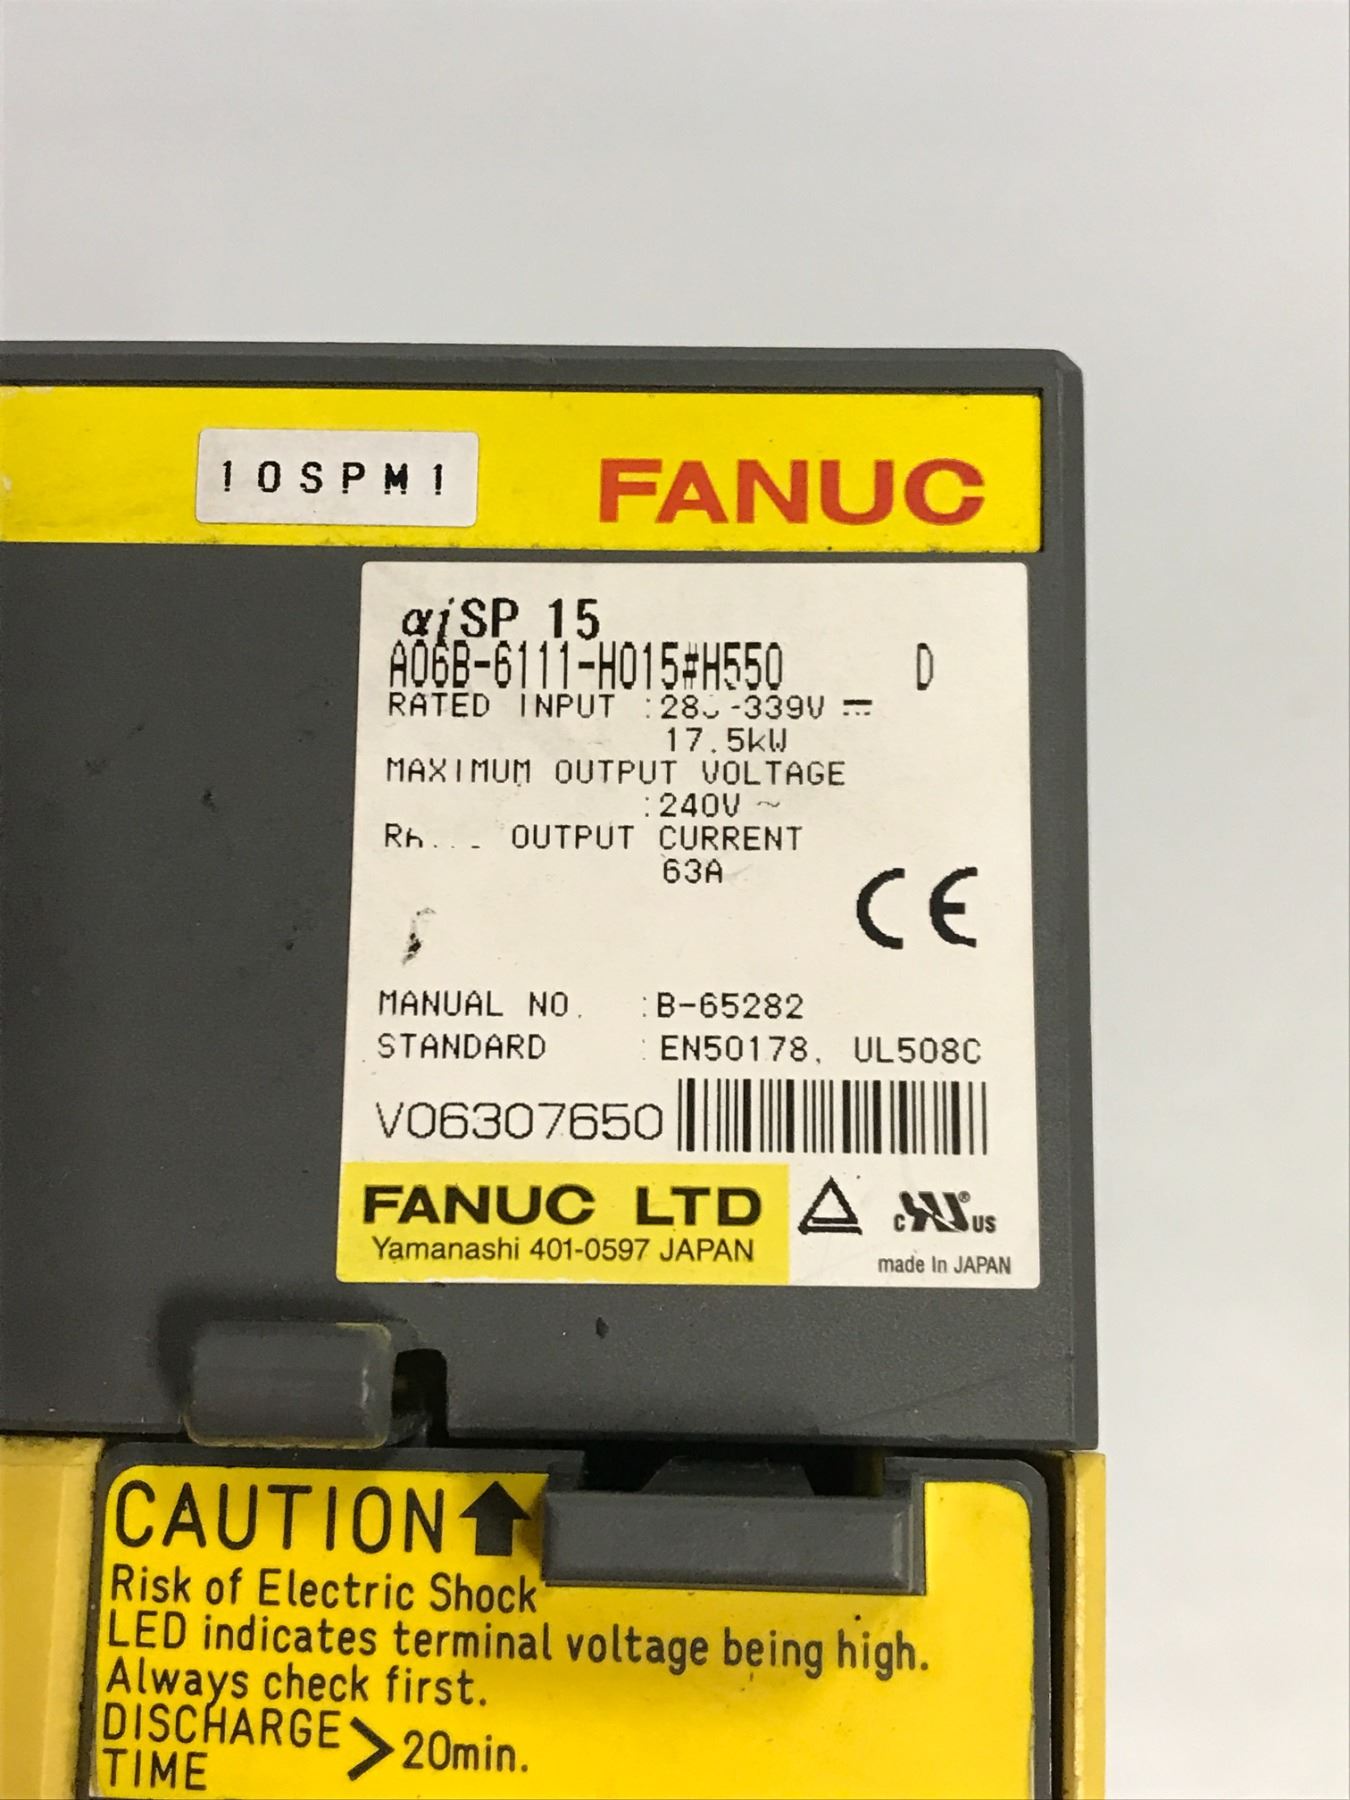 10SPM1
FANUC
αiSP 15
A06B-6111-H015#H550 D
RATED INPUT : -339V ⎓
17.5kW
MAXIMUM OUTPUT VOLTAGE
:240V ~
OUTPUT CURRENT
63A
CE
MANUAL NO. :B-65282
STANDARD : EN50178, UL508C
V06307650
FANUC LTD
Yamanashi 401-0597 JAPAN
c US ®
made In JAPAN
CAUTION
Risk of Electric Shock
LED indicates terminal voltage being high.
Always check first.
DISCHARGE
TIME > 20min.